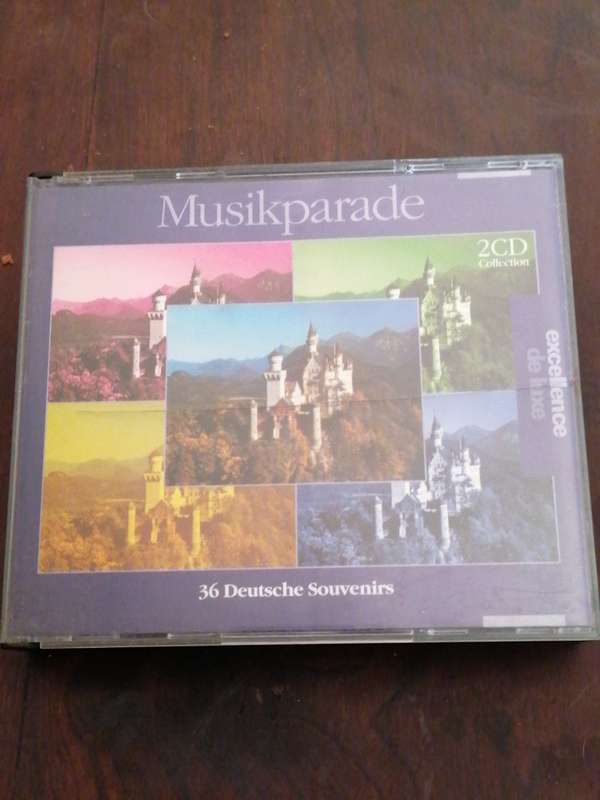 Musikparade
2CD
Collection
excellence
de luxe
36 Deutsche Souvenirs